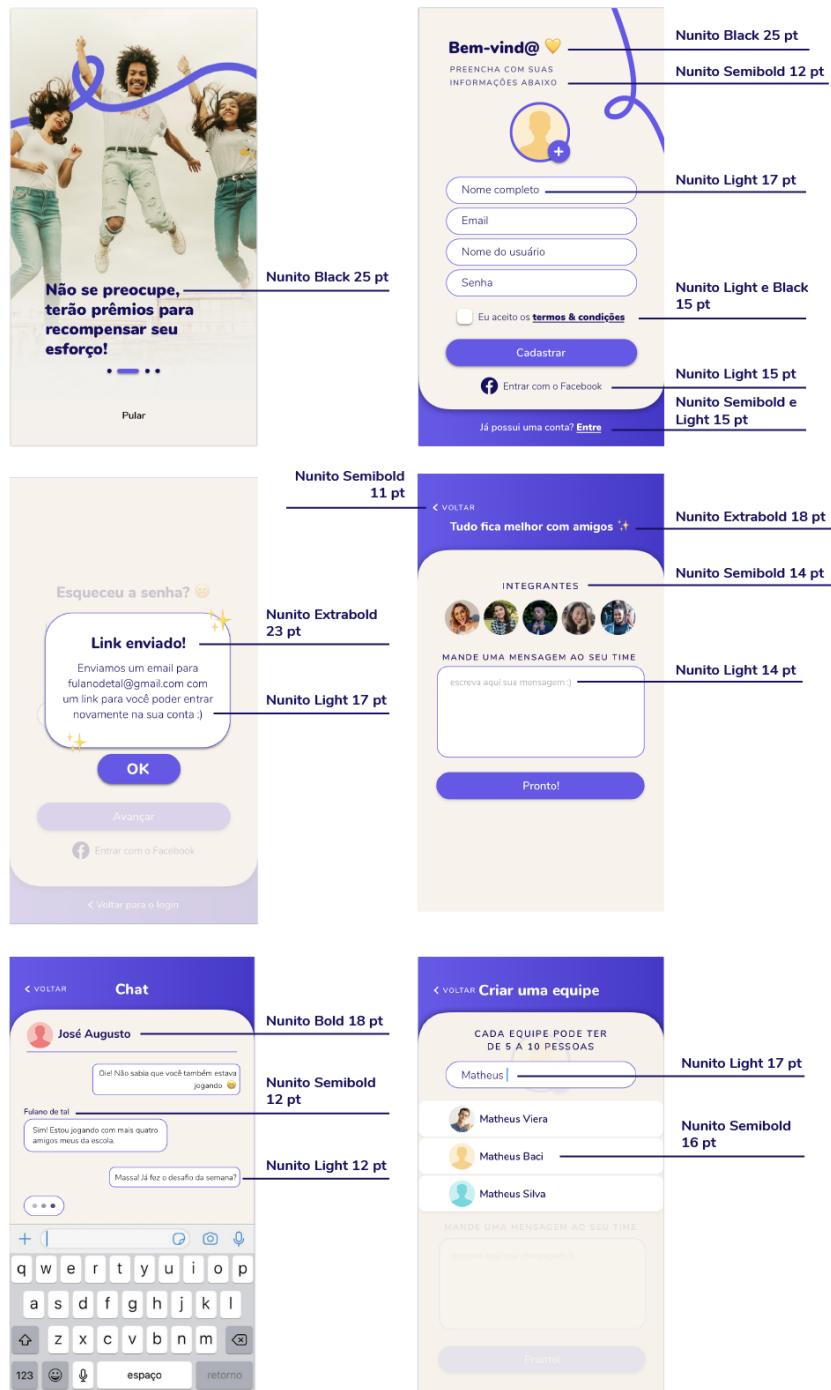 Não se preocupe,
terão prêmios para
recompensar seu
esforço!
Pular
Nunito Black 25 pt
Bem-vind@ 💛
PREENCHA COM SUAS
INFORMAÇÕES ABAIXO
+
Nome completo
Email
Nome do usuário
Senha
Eu aceito os termos & condições
Cadastrar
Entrar com o Facebook
Já possui uma conta? Entre
Nunito Black 25 pt
Nunito Semibold 12 pt
Nunito Light 17 pt
Nunito Light e Black
15 pt
Nunito Light 15 pt
Nunito Semibold e
Light 15 pt
Esqueceu a senha?
Link enviado!
Enviamos um email para
fulanodetal@gmail.com com
um link para você poder entrar
novamente na sua conta :)
OK
Avançar
Entrar com o Facebook
< Voltar para o login
Nunito Extrabold
23 pt
Nunito Light 17 pt
Nunito Semibold
11 pt
< VOLTAR
Tudo fica melhor com amigos ✨
INTEGRANTES
MANDE UMA MENSAGEM AO SEU TIME
escreva aqui sua mensagem :)
Pronto!
Nunito Extrabold 18 pt
Nunito Semibold 14 pt
Nunito Light 14 pt
< VOLTAR Chat
José Augusto
Oie! Não sabia que você também estava
jogando 😄
Fulano de tal
Sim! Estou jogando com mais quatro
amigos meus da escola.
Massa! Já fez o desafio da semana?
+
q w e r t y u i o p
a s d f g h j k l
z x c v b n m
123 espaço retorno
Nunito Bold 18 pt
Nunito Semibold
12 pt
Nunito Light 12 pt
< VOLTAR Criar uma equipe
CADA EQUIPE PODE TER
DE 5 A 10 PESSOAS
Matheus
Matheus Viera
Matheus Baci
Matheus Silva
MANDE UMA MENSAGEM AO SEU TIME
Pronto!
Nunito Light 17 pt
Nunito Semibold
16 pt